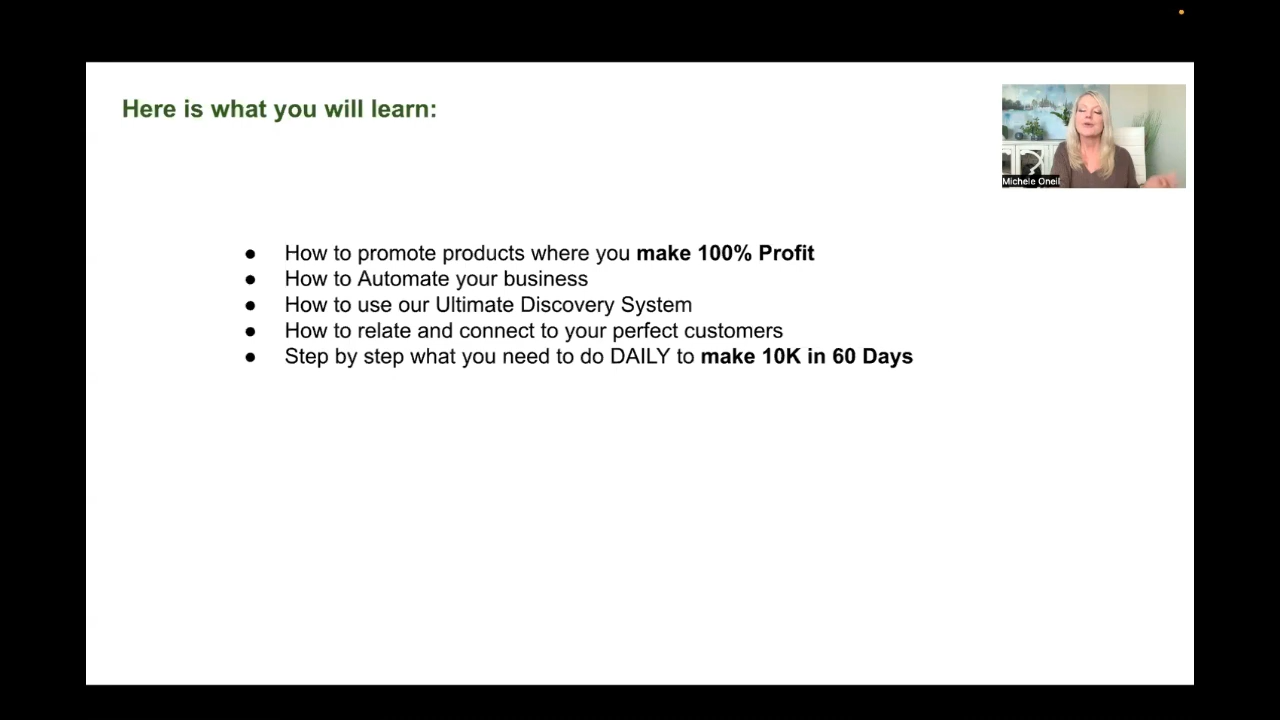 Here is what you will learn:
Michele Oneil
● How to promote products where you make 100% Profit
● How to Automate your business
● How to use our Ultimate Discovery System
● How to relate and connect to your perfect customers
● Step by step what you need to do DAILY to make 10K in 60 Days